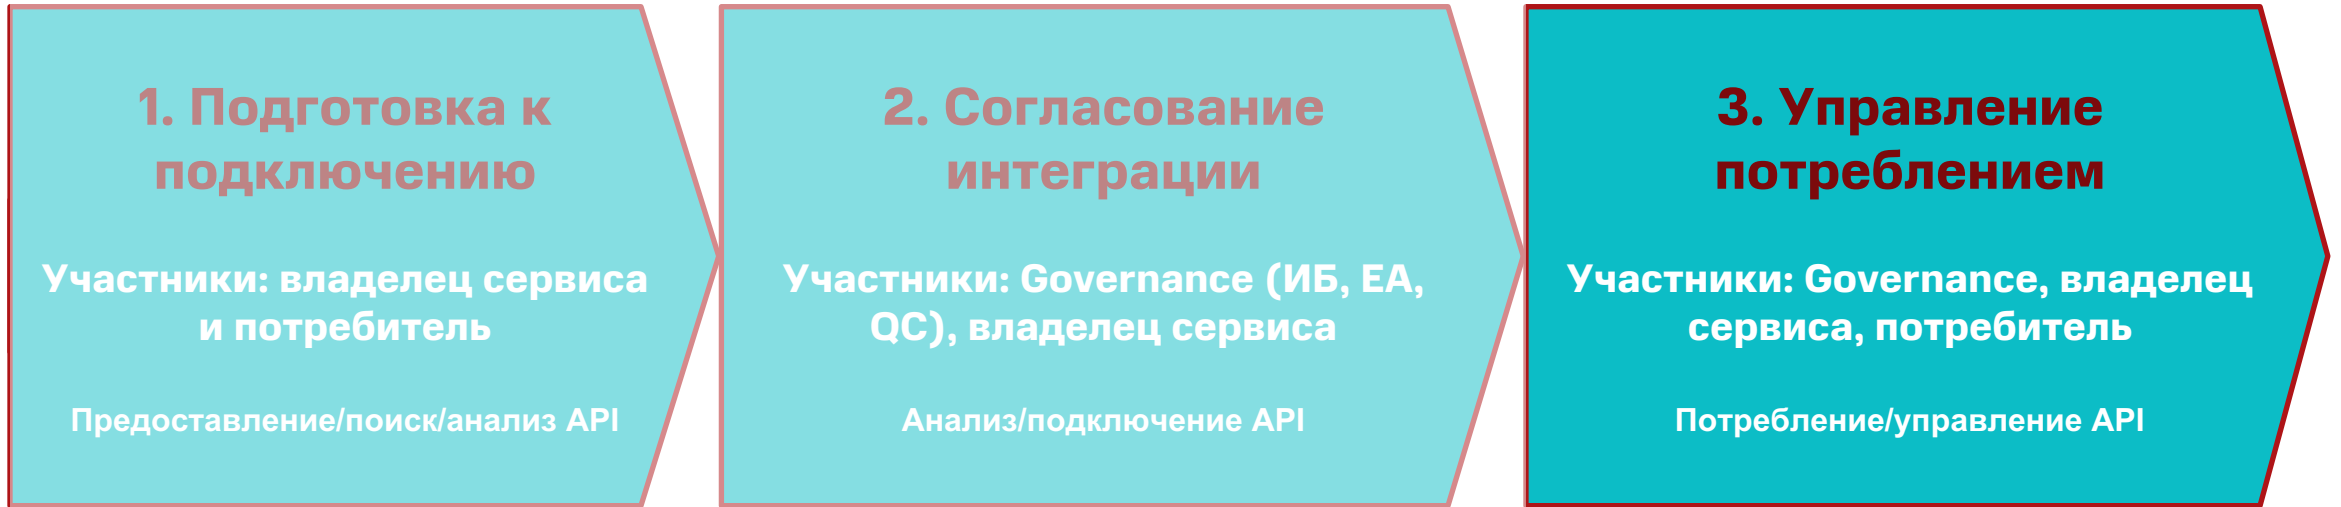 1. Подготовка к
подключению
Участники: владелец сервиса
и потребитель
Предоставление/поиск/анализ API
2. Согласование
интеграции
Участники: Governance (ИБ, EA,
QC), владелец сервиса
Анализ/подключение API
3. Управление
потреблением
Участники: Governance, владелец
сервиса, потребитель
Потребление/управление API